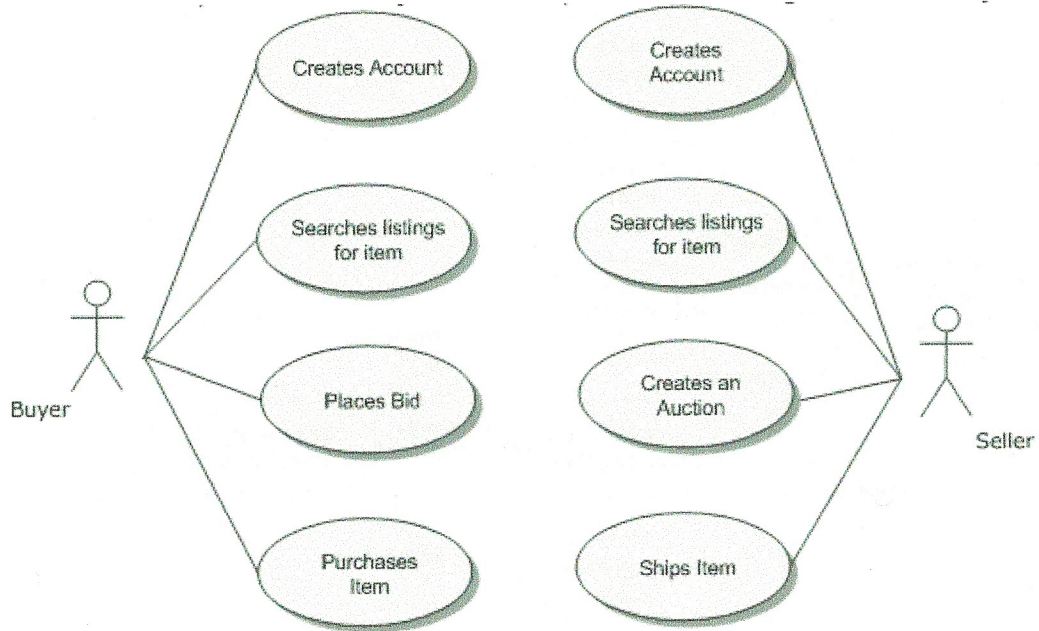 Creates Account
Creates
Account
Searches listings
for item
Searches listings
for item
Buyer
Places Bid
Creates an
Auction
Seller
Purchases
Item
Ships Item